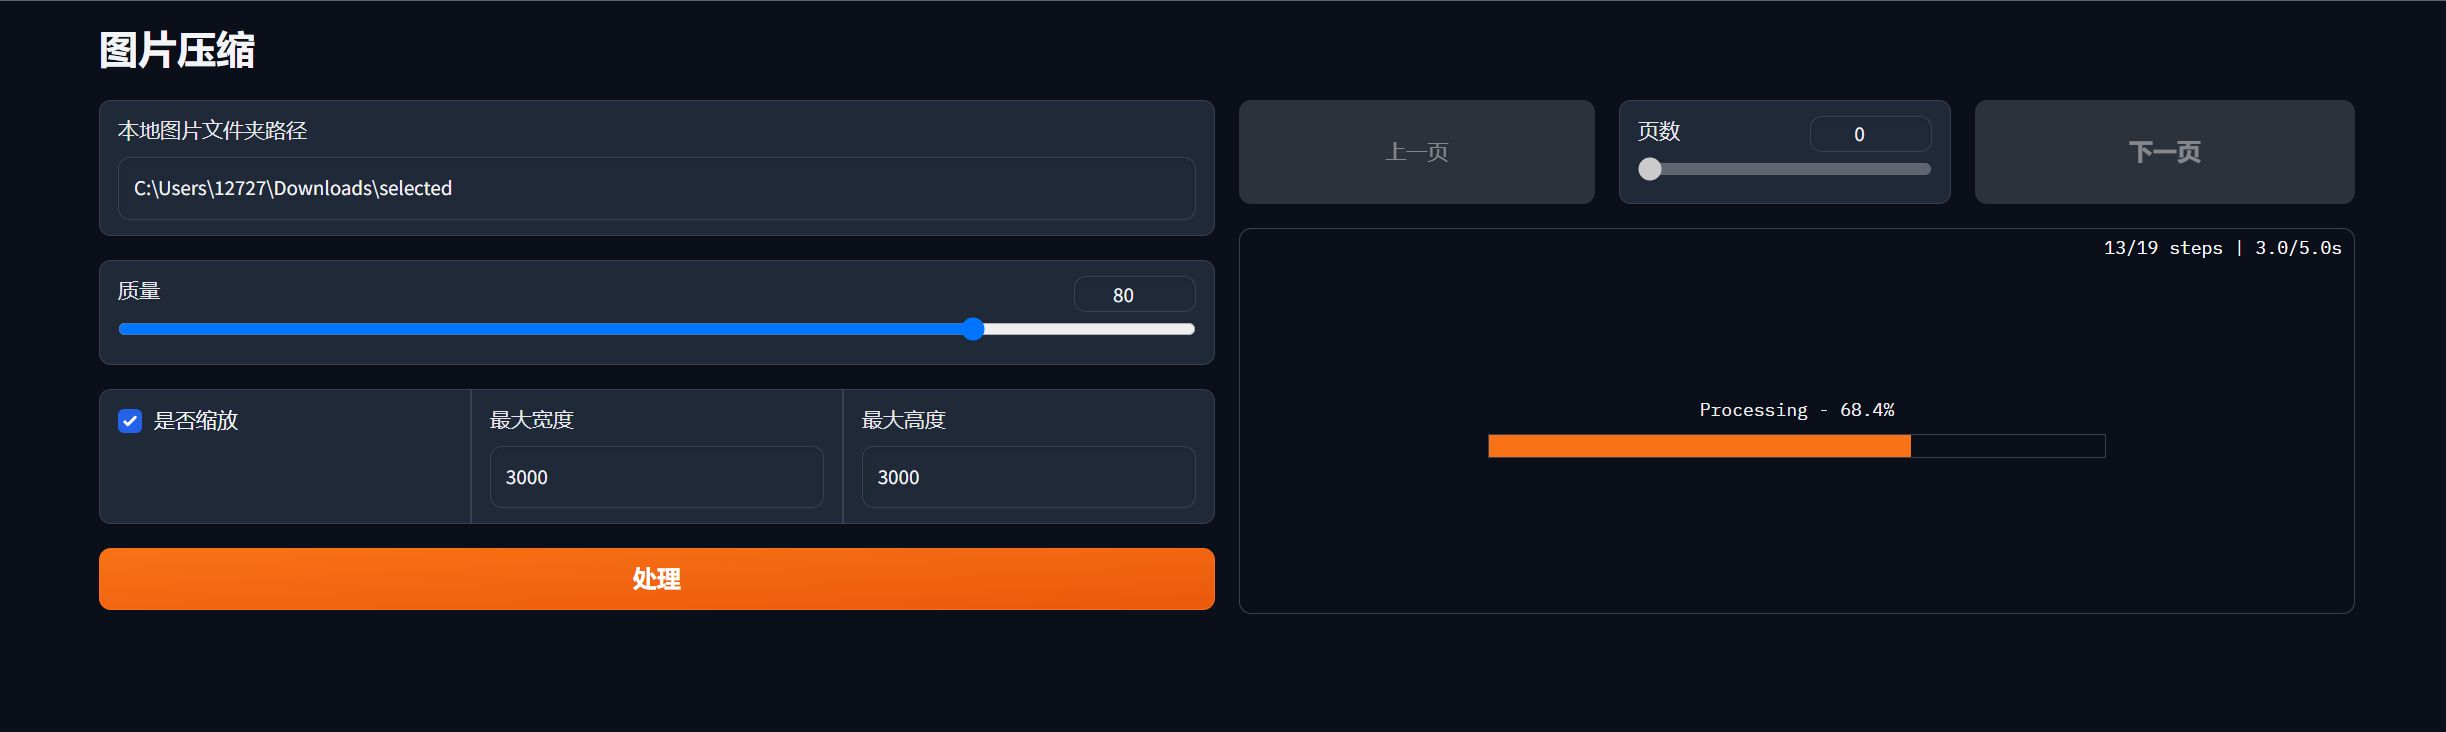 图片压缩
本地图片文件夹路径
C:\Users\12727\Downloads\selected
质量
80
是否缩放
最大宽度
3000
最大高度
3000
处理
上一页
页数
0
下一页
13/19 steps | 3.0/5.0s
Processing - 68.4%